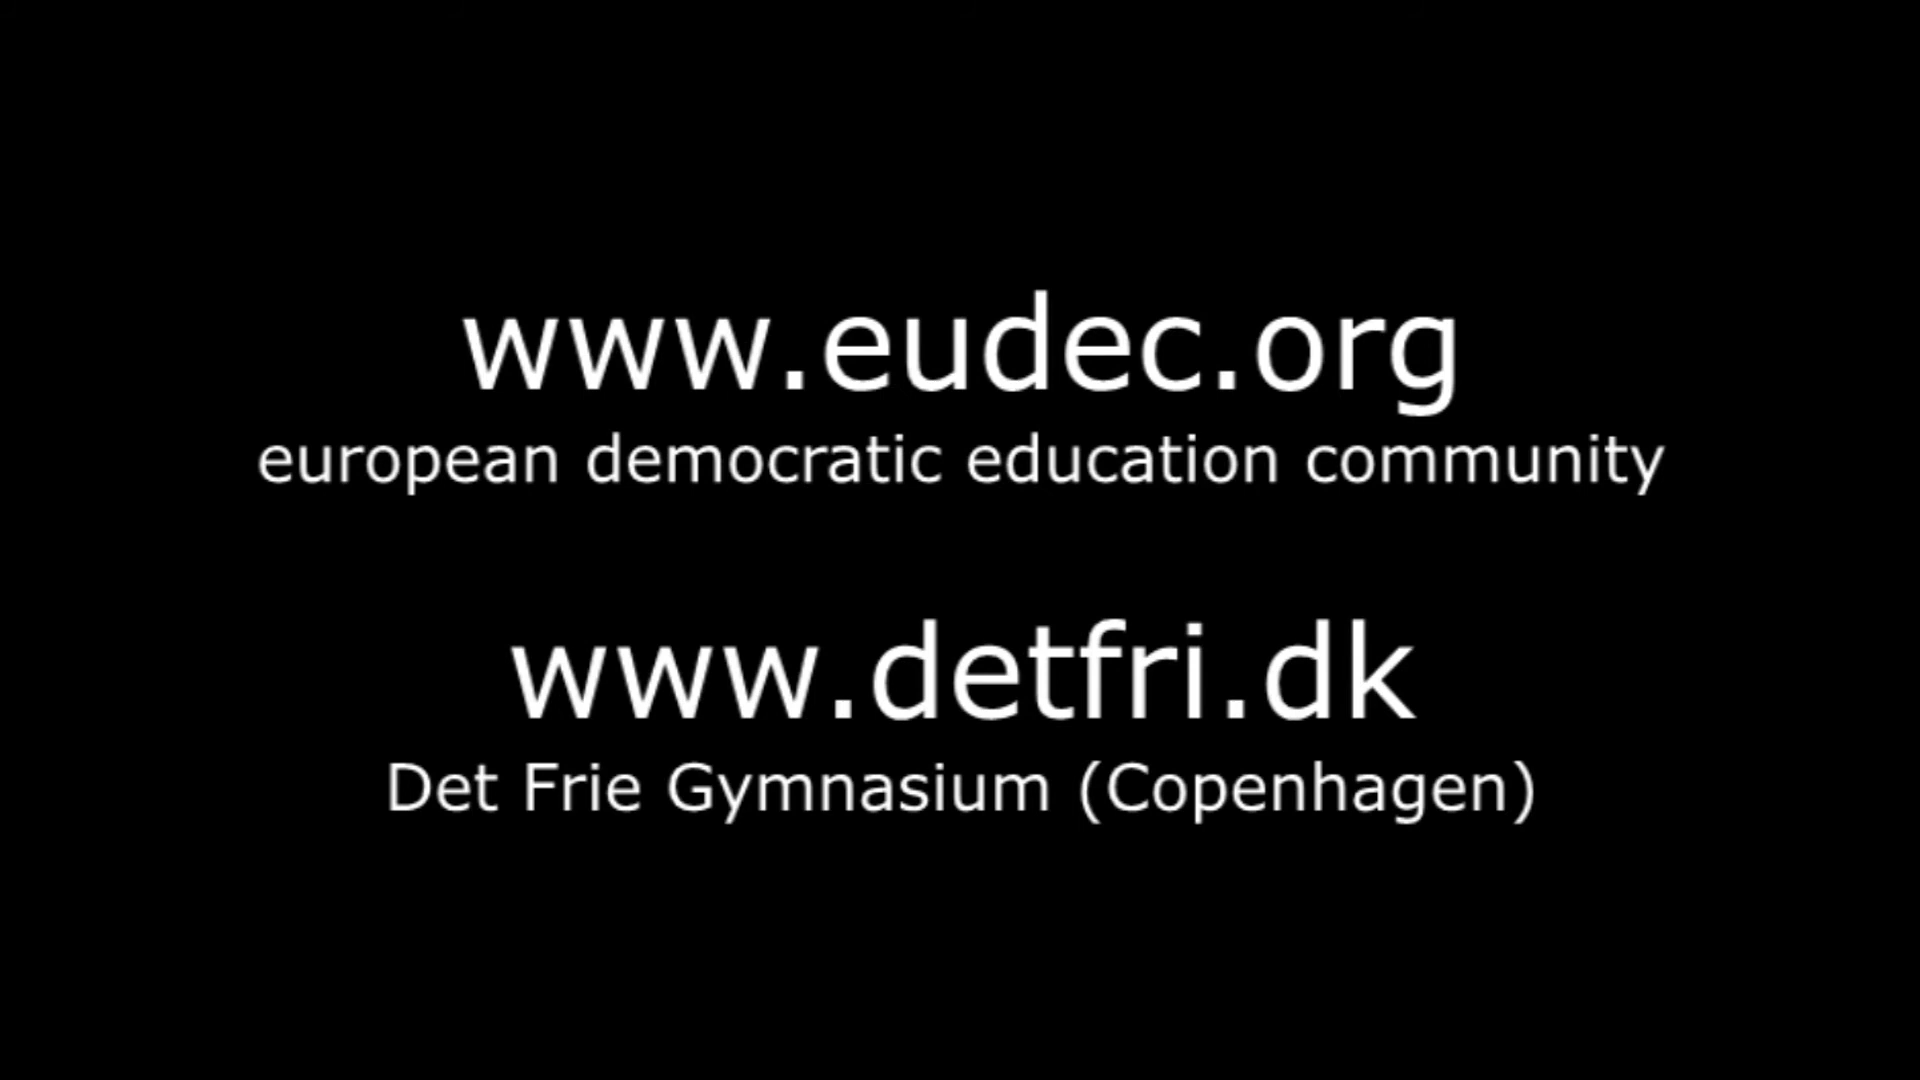 www.eudec.org
european democratic education community
www.detfri.dk
Det Frie Gymnasium (Copenhagen)